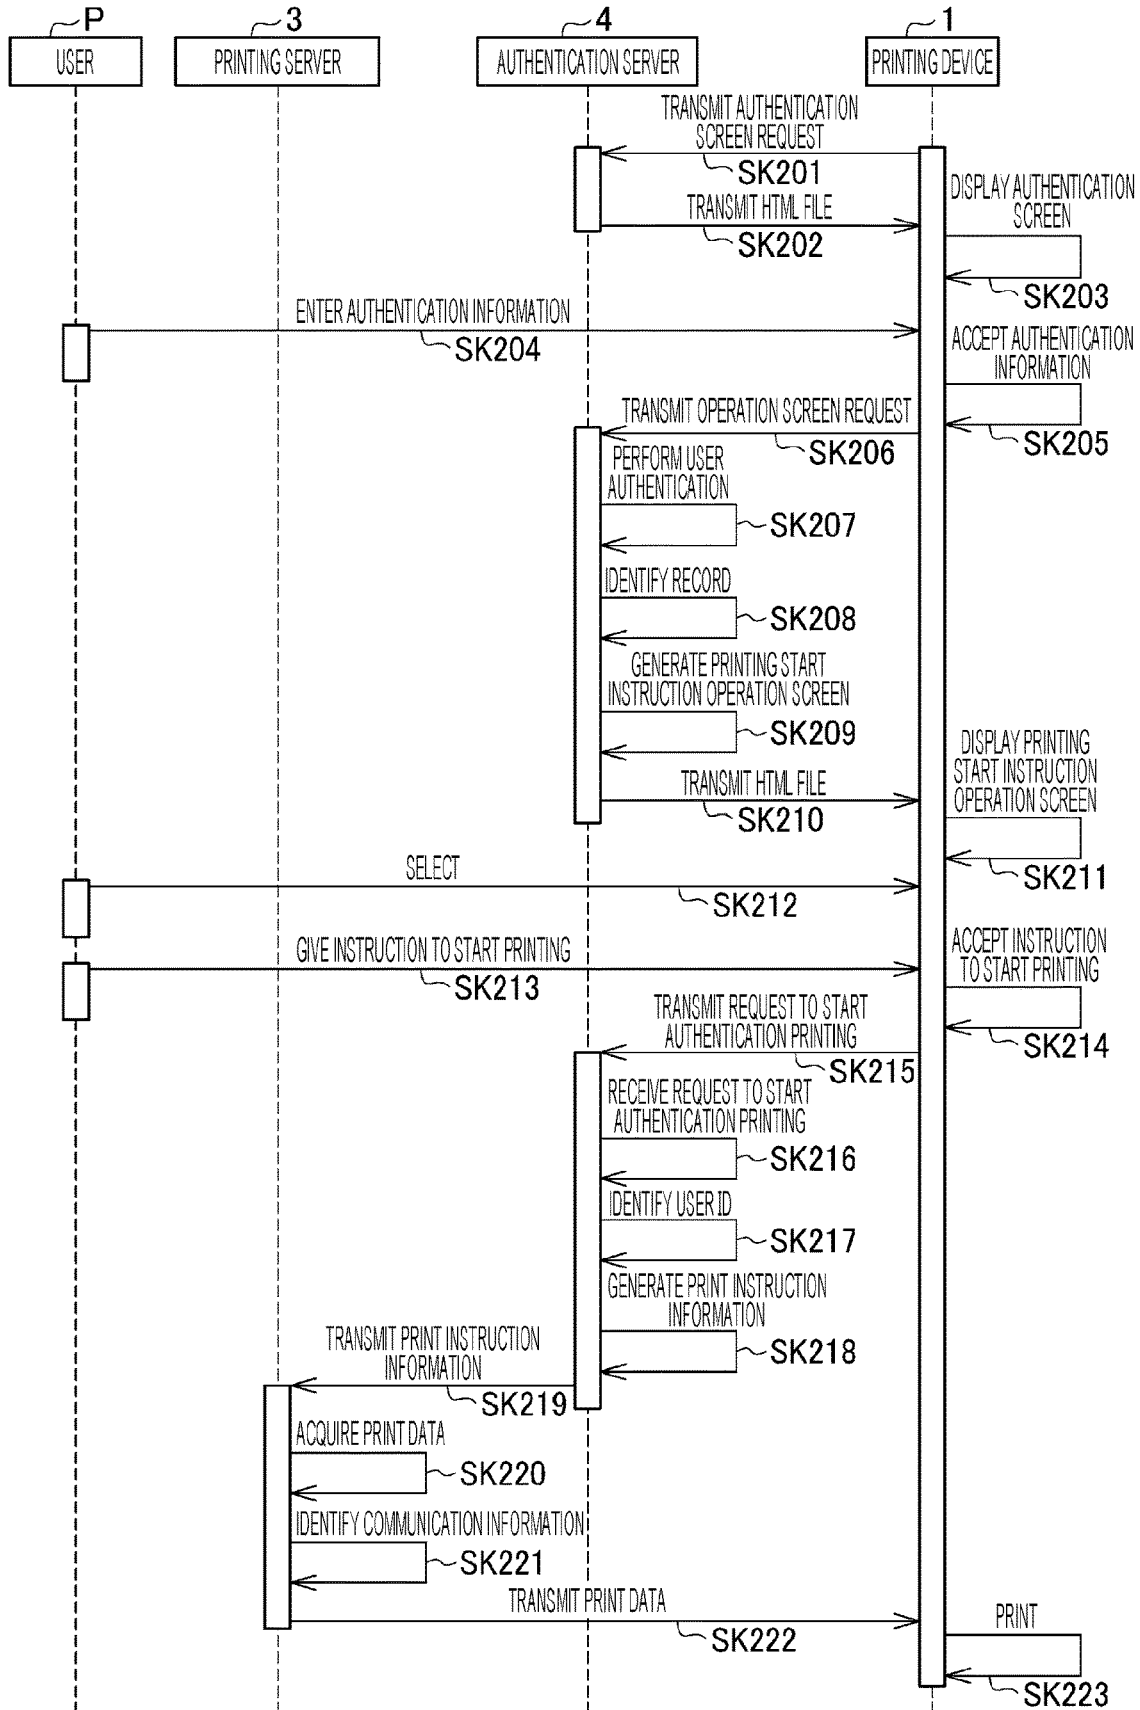 P
3
4
1
USER
PRINTING SERVER
AUTHENTICATION SERVER
PRINTING DEVICE
TRANSMIT AUTHENTICATION
SCREEN REQUEST
SK201
TRANSMIT HTML FILE
SK202
DISPLAY AUTHENTICATION
SCREEN
SK203
ENTER AUTHENTICATION INFORMATION
SK204
ACCEPT AUTHENTICATION
INFORMATION
SK205
TRANSMIT OPERATION SCREEN REQUEST
SK206
PERFORM USER
AUTHENTICATION
SK207
IDENTIFY RECORD
SK208
GENERATE PRINTING START
INSTRUCTION OPERATION SCREEN
SK209
TRANSMIT HTML FILE
SK210
DISPLAY PRINTING
START INSTRUCTION
OPERATION SCREEN
SK211
SELECT
SK212
GIVE INSTRUCTION TO START PRINTING
SK213
ACCEPT INSTRUCTION
TO START PRINTING
SK214
TRANSMIT REQUEST TO START
AUTHENTICATION PRINTING
SK215
RECEIVE REQUEST TO START
AUTHENTICATION PRINTING
SK216
IDENTIFY USER ID
SK217
GENERATE PRINT INSTRUCTION
INFORMATION
SK218
TRANSMIT PRINT INSTRUCTION
INFORMATION
SK219
ACQUIRE PRINT DATA
SK220
IDENTIFY COMMUNICATION INFORMATION
SK221
TRANSMIT PRINT DATA
SK222
PRINT
SK223